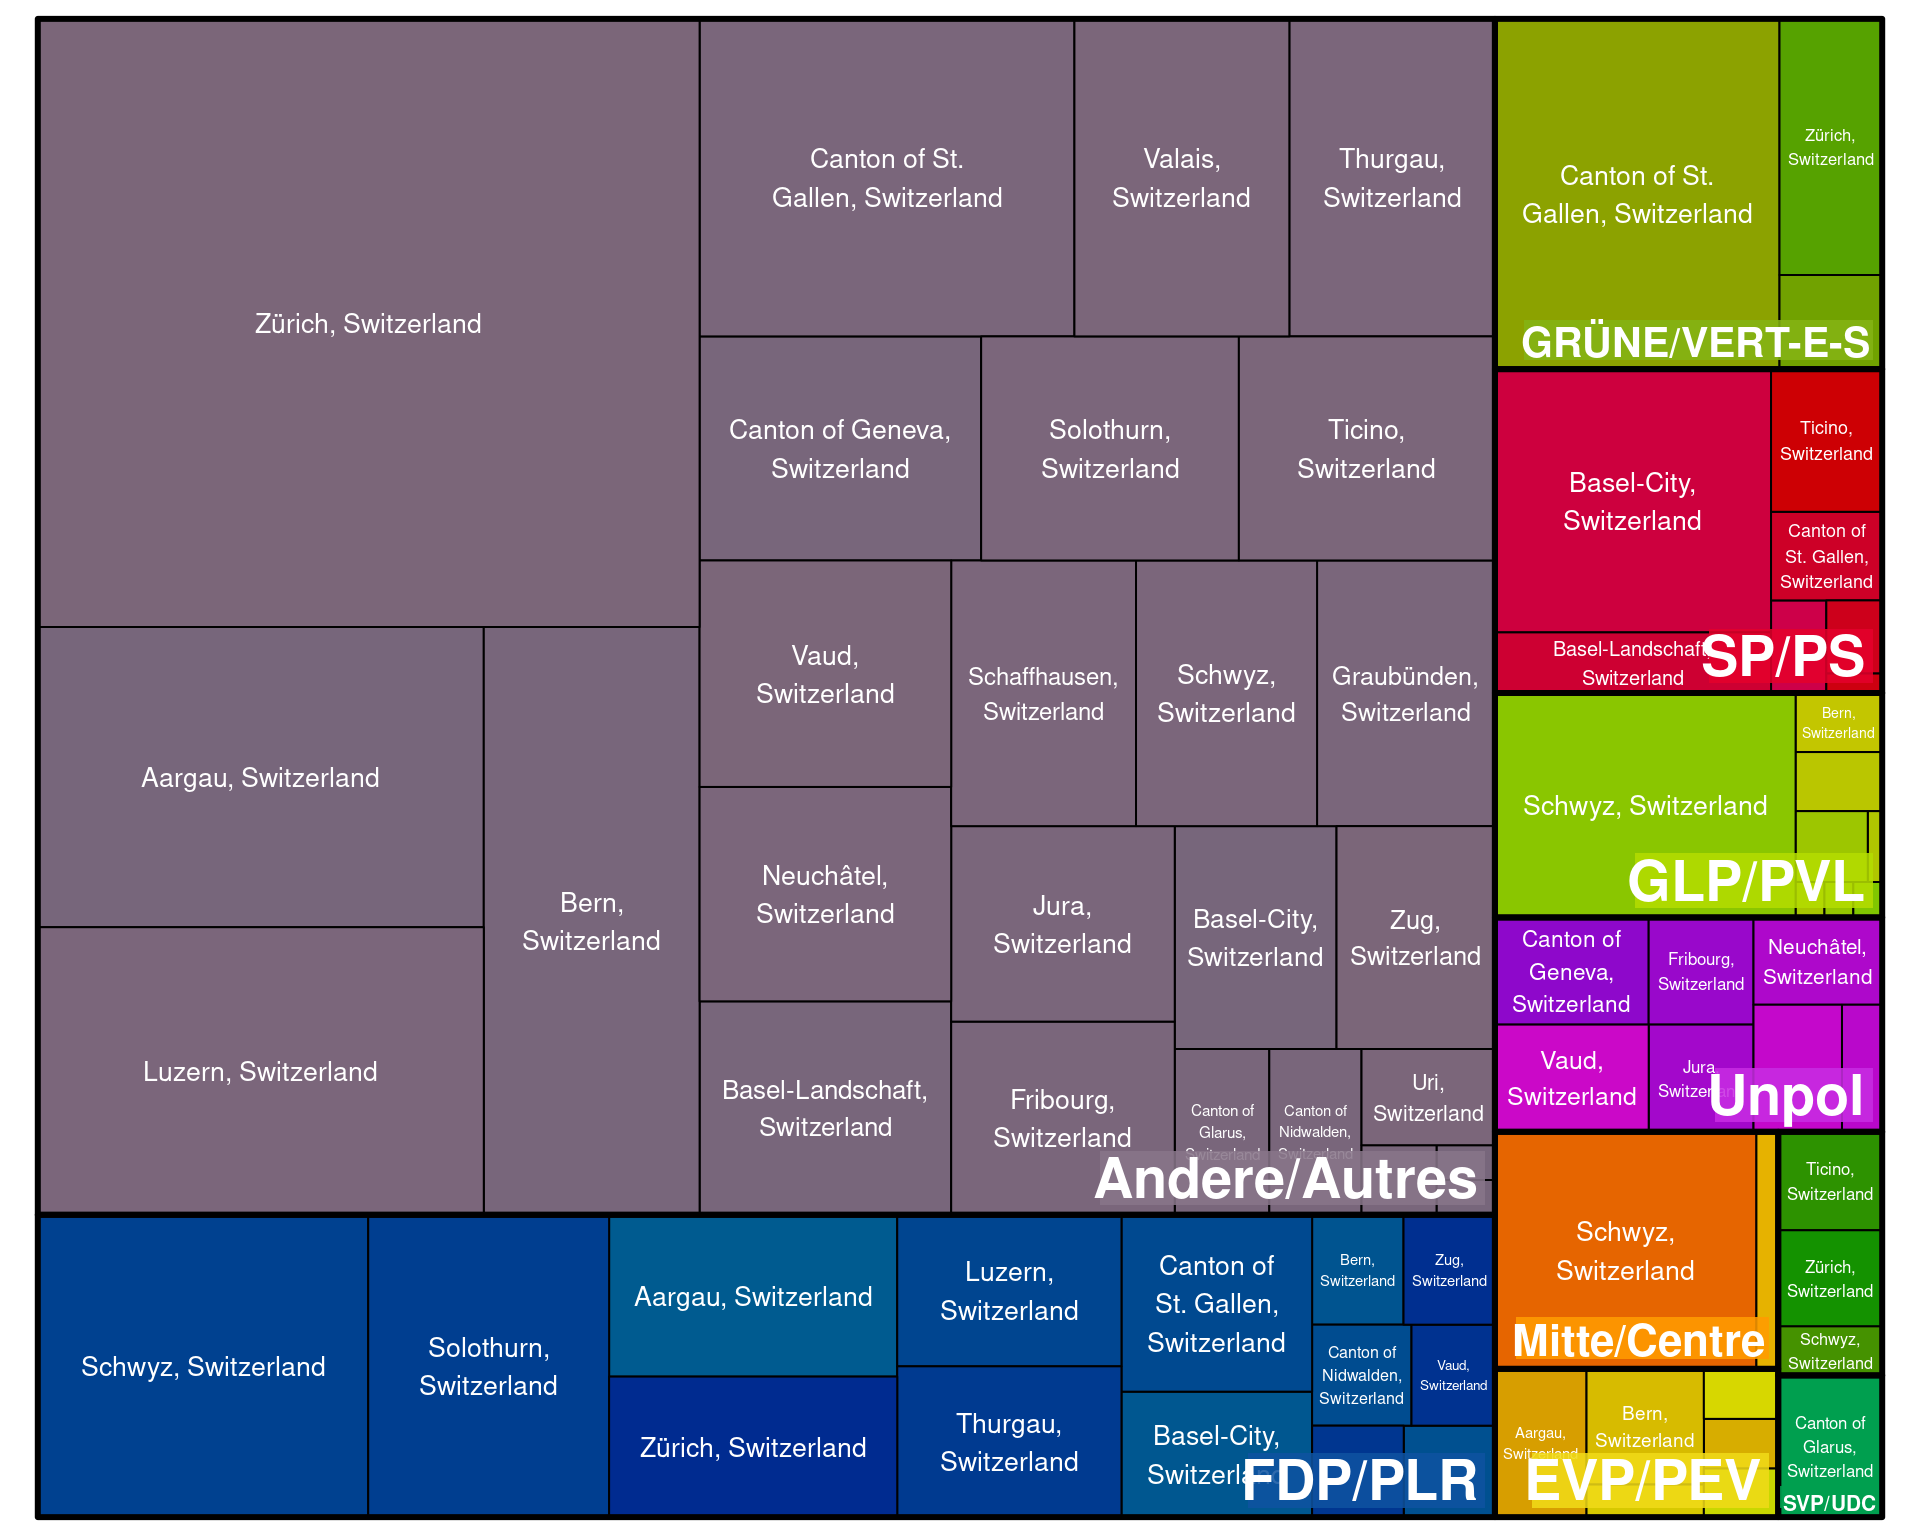 Zürich, Switzerland
Aargau, Switzerland
Luzern, Switzerland
Bern,
Switzerland
Canton of St.
Gallen, Switzerland
Valais,
Switzerland
Thurgau,
Switzerland
Canton of Geneva,
Switzerland
Solothurn,
Switzerland
Ticino,
Switzerland
Vaud,
Switzerland
Neuchâtel,
Switzerland
Basel-Landschaft,
Switzerland
Schaffhausen,
Switzerland
Schwyz,
Switzerland
Graubünden,
Switzerland
Jura,
Switzerland
Fribourg,
Switzerland
Basel-City,
Switzerland
Zug,
Switzerland
Canton of
Glarus,
Switzerland
Canton of
Nidwalden,
Switzerland
Uri,
Switzerland
Andere/Autres
Schwyz, Switzerland
Solothurn,
Switzerland
Aargau, Switzerland
Zürich, Switzerland
Luzern,
Switzerland
Thurgau,
Switzerland
Canton of
St. Gallen,
Switzerland
Basel-City,
Switzerland
Bern,
Switzerland
Zug,
Switzerland
Canton of
Nidwalden,
Switzerland
Vaud,
Switzerland
FDP/PLR
Canton of St.
Gallen, Switzerland
Zürich,
Switzerland
GRÜNE/VERT-E-S
Basel-City,
Switzerland
Basel-Landschaft,
Switzerland
Ticino,
Switzerland
Canton of
St. Gallen,
Switzerland
SP/PS
Schwyz, Switzerland
Bern,
Switzerland
GLP/PVL
Canton of
Geneva,
Switzerland
Vaud,
Switzerland
Fribourg,
Switzerland
Jura,
Switzerland
Neuchâtel,
Switzerland
Unpol
Schwyz,
Switzerland
Mitte/Centre
Ticino,
Switzerland
Zürich,
Switzerland
Schwyz,
Switzerland
Aargau,
Switzerland
Bern,
Switzerland
EVP/PEV
Canton of
Glarus,
Switzerland
SVP/UDC